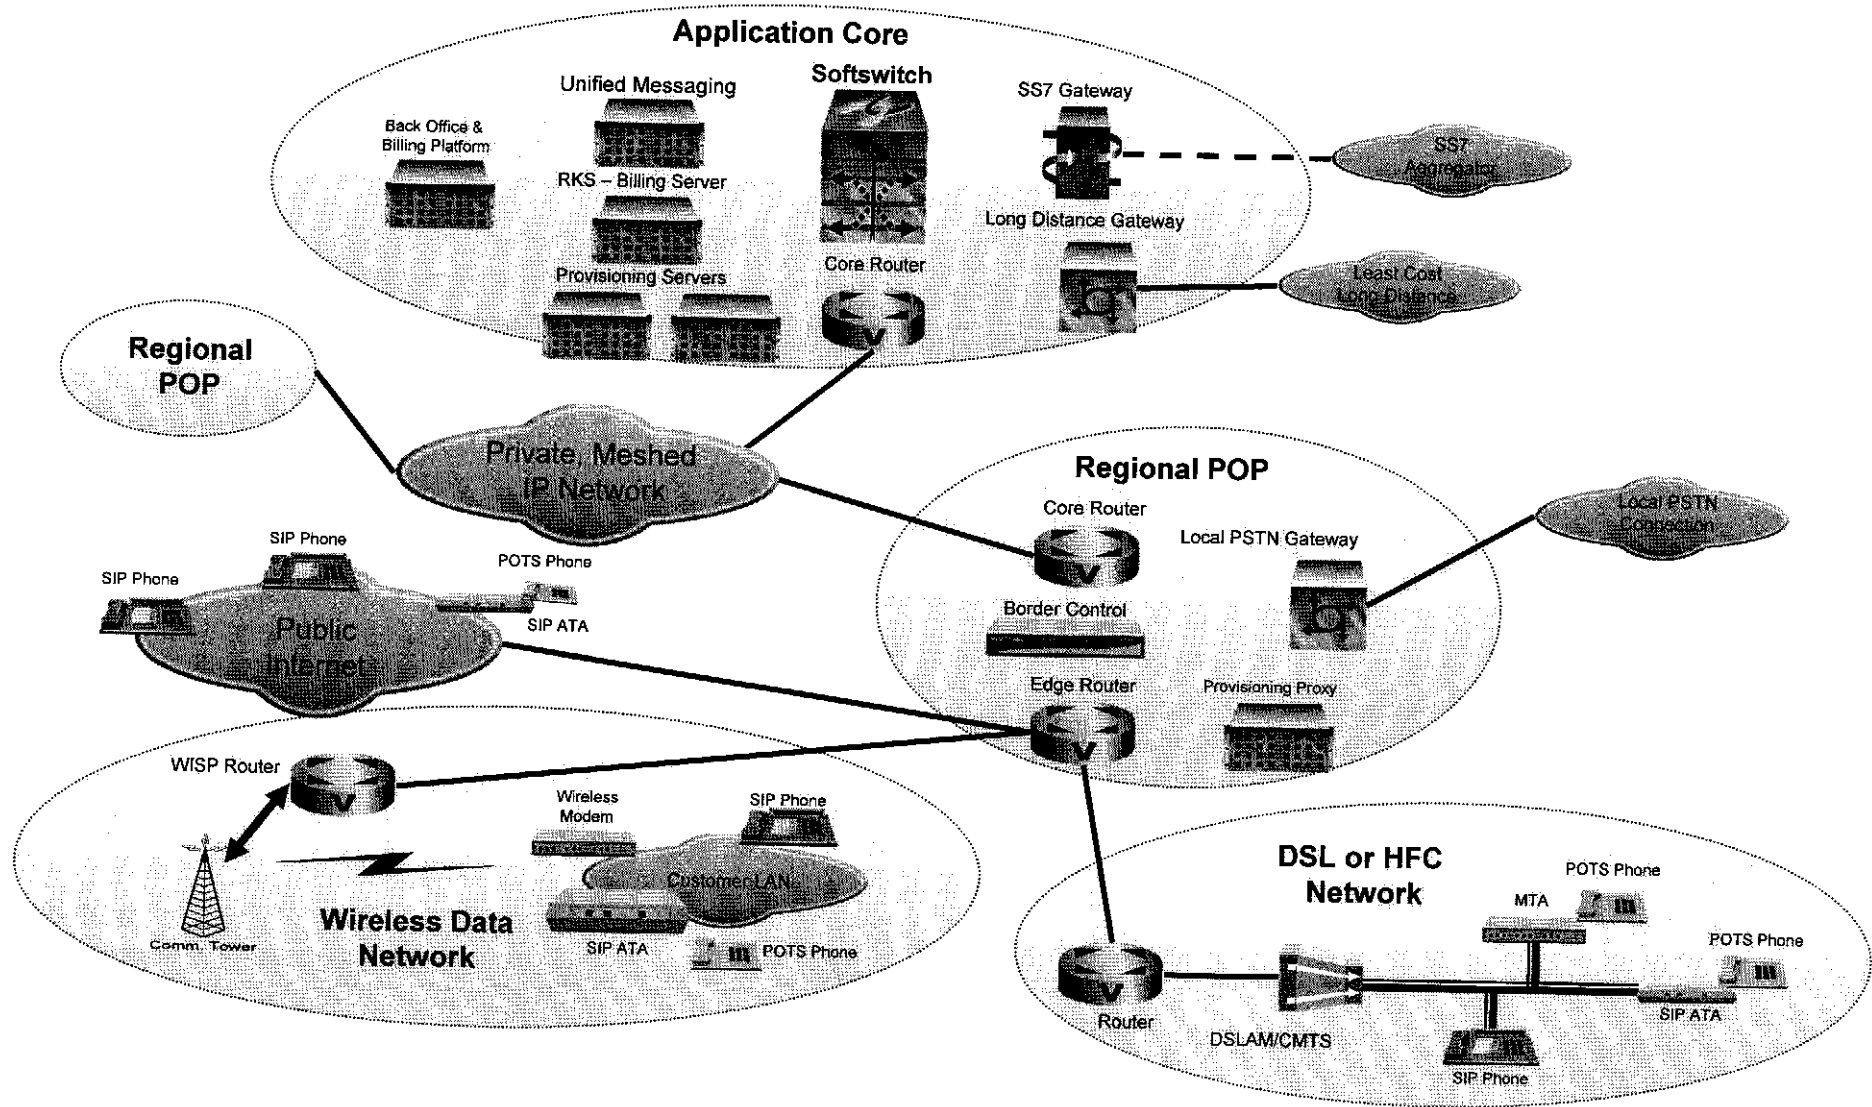 Application Core
Softswitch
Unified Messaging
SS7 Gateway
Back Office &
Billing Platform
SS7
Aggregator
RKS – Billing Server
Long Distance Gateway
Core Router
Provisioning Servers
Least Cost
Long Distance
Regional
POP
Private, Meshed
IP Network
Regional POP
Core Router
Local PSTN
Connection
Local PSTN Gateway
SIP Phone
POTS Phone
SIP Phone
SIP ATA
Public
Internet
Border Control
Edge Router
Provisioning Proxy
WISP Router
Wireless
Modem
SIP Phone
Customer LAN
Wireless Data
Network
Comm. Tower
SIP ATA
POTS Phone
DSL or HFC
Network
POTS Phone
MTA
POTS Phone
SIP ATA
Router
DSLAM/CMTS
SIP Phone